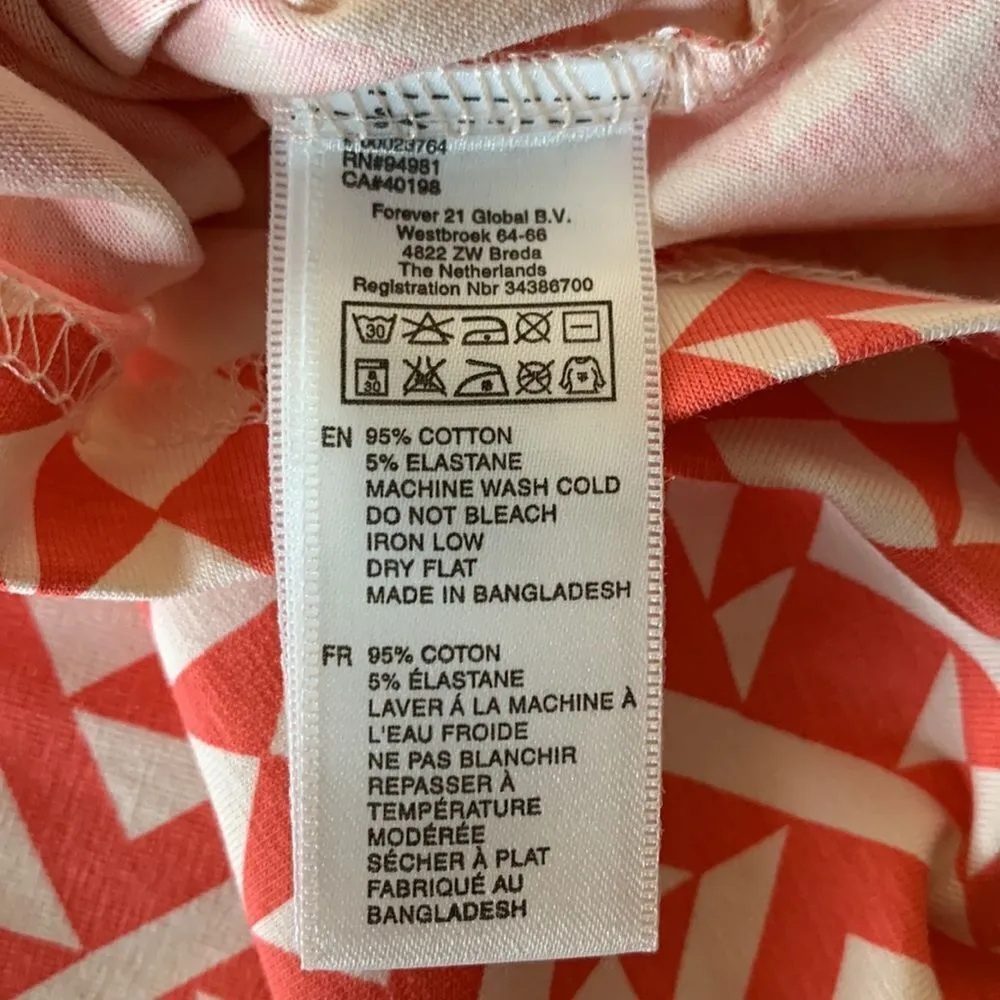 RN#94981
CA#40198
Forever 21 Global B.V.
Westbroek 64-66
4822 ZW Breda
The Netherlands
Registration Nbr 34386700
30
30
EN 95% COTTON
5% ELASTANE
MACHINE WASH COLD
DO NOT BLEACH
IRON LOW
DRY FLAT
MADE IN BANGLADESH
FR 95% COTON
5% ÉLASTANE
LAVER Á LA MACHINE À
L'EAU FROIDE
NE PAS BLANCHIR
REPASSER À
TEMPÉRATURE
MODÉRÉE
SÉCHER À PLAT
FABRIQUÉ AU
BANGLADESH